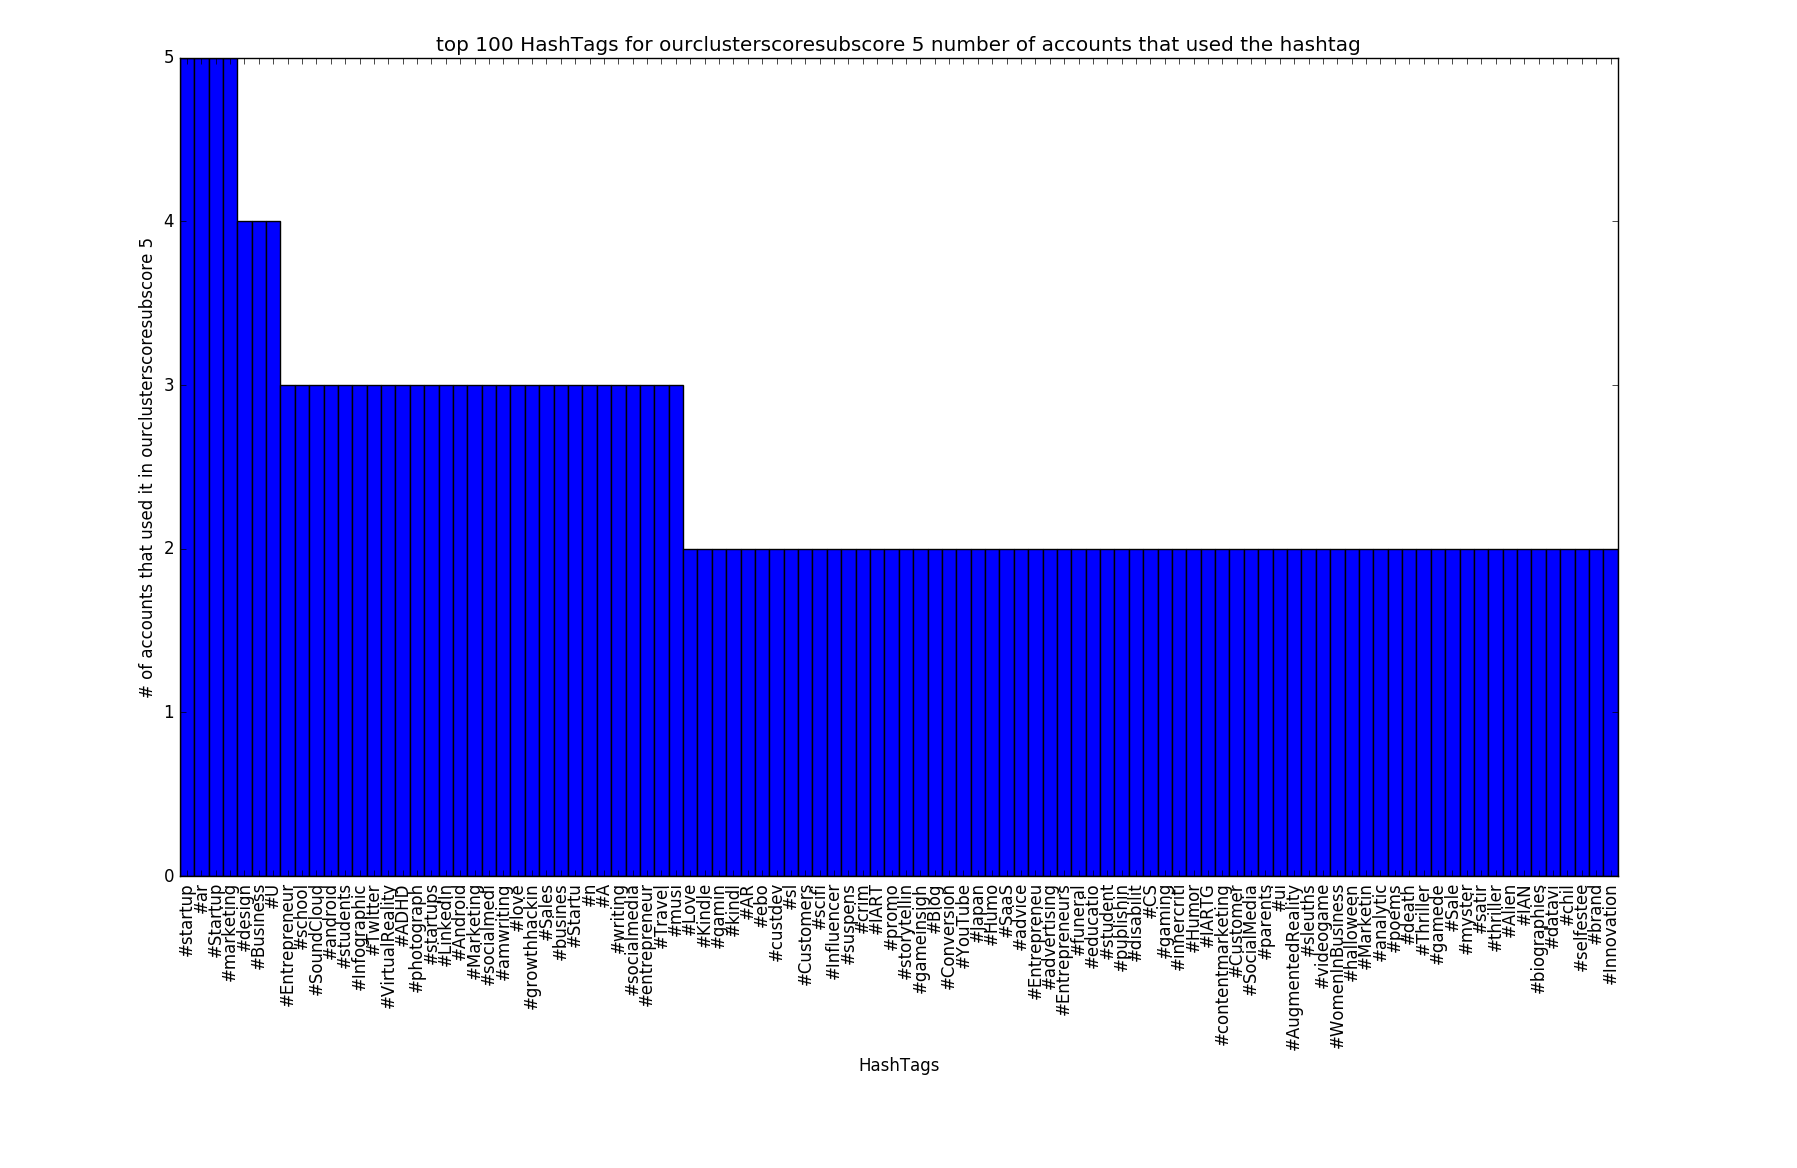 top 100 HashTags for ourclusterscoresubscore 5 number of accounts that used the hashtag
# of accounts that used it in ourclusterscoresubscore 5
5
4
3
2
1
0
#startup
#ar
#Startup
#marketing
#design
#Business
#U
#Entrepreneur
#school
#SoundCloud
#android
#students
#Infographic
#Twitter
#VirtualReality
#ADHD
#photograph
#startups
#LinkedIn
#Android
#Marketing
#socialmedi
#amwriting
#love
#growthhackin
#Sales
#busines
#Startu
#in
#A
#writing
#socialmedia
#entrepreneur
#Travel
#musi
#Love
#Kindle
#gamin
#kindl
#AR
#ebo
#custdev
#sl
#Customers
#scifi
#Influencer
#suspens
#crim
#IART
#promo
#storytellin
#gameinsigh
#Blog
#Conversion
#YouTube
#Japan
#Humo
#SaaS
#advice
#Entrepreneu
#advertising
#Entrepreneurs
#funeral
#educatio
#student
#publishin
#disabilit
#CS
#gaming
#innercriti
#Humor
#IARTG
#contentmarketing
#Customer
#SocialMedia
#parents
#ui
#AugmentedReality
#sleuths
#videogame
#WomenInBusiness
#halloween
#Marketin
#analytic
#poems
#death
#Thriller
#gamede
#Sale
#myster
#satir
#thriller
#Alien
#IAN
#biographies
#datavi
#chil
#selfestee
#brand
#Innovation
HashTags